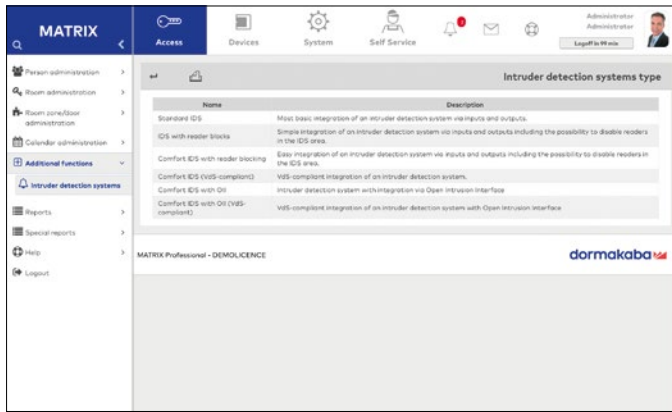 MATRIX
Access
Devices
System
Self Service
Administrator
Administrator
Logoff in 99 min
Person administration
Room administration
Room zone/door
administration
Calendar administration
Additional functions
Intruder detection systems
Reports
Special reports
Help
Logout
Intruder detection systems type
Name
Description
Standard IDS
Most basic integration of an intruder detection system via inputs and outputs.
IDS with reader blocks
Simple integration of an intruder detection system via inputs and outputs including the possibility to disable readers
in the IDS area.
Comfort IDS with reader blocking
Easy integration of an intruder detection system via inputs and outputs including the possibility to disable readers in
the IDS area.
Comfort IDS (VdS-compliant)
VdS-compliant integration of an intruder detection system.
Comfort IDS with OII
Intruder detection system with integration via Open Intrusion Interface
Comfort IDS with OII (VdS-
compliant)
VdS-compliant integration of an intruder detection system with Open Intrusion Interface
MATRIX Professional - DEMOLICENCE
dormakaba